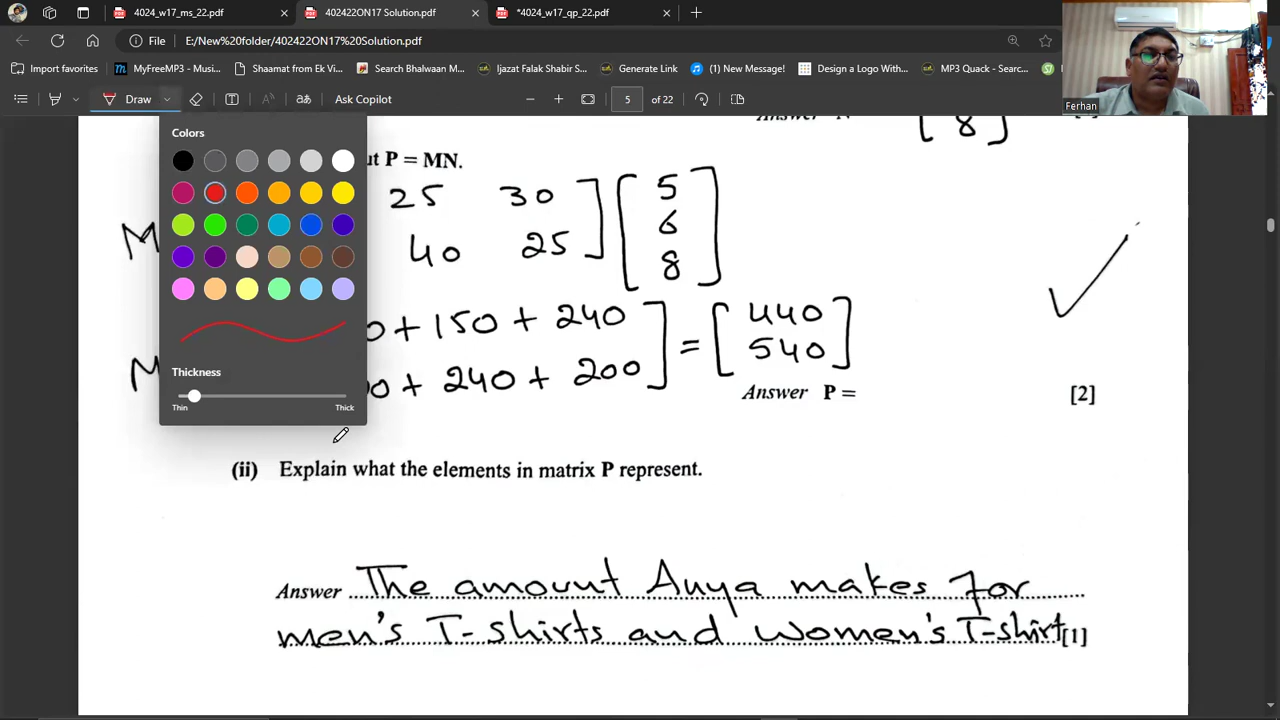 4024_w17_ms_22.pdf
402422ON17 Solution.pdf
*4024_w17_qp_22.pdf
File E:/New%20folder/402422ON17%20Solution.pdf
Import favorites
MyFreeMP3 - Musi...
Shaamat from Ek Vi...
Search Bhalwaan M...
Ijazat Falak Shabir S...
Generate Link
(1) New Message!
Design a Logo With...
MP3 Quack - Searc...
Draw
Ask Copilot
5 of 22
Ferhan
Colors
Thickness
Thin Thick
8
P = MN.
25 30 5
6
40 25 8
+ 150 + 240 = 440
+ 240 + 200 540
Answer P = [2]
(ii) Explain what the elements in matrix P represent.
Answer The amount Anya makes for
men's T-shirts and women's T-shirt [1]